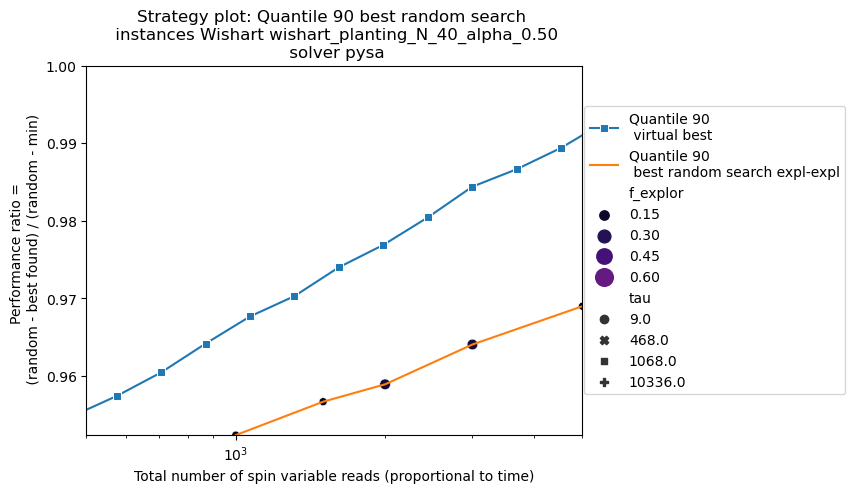 Strategy plot: Quantile 90 best random search
instances Wishart wishart_planting_N_40_alpha_0.50
solver pysa
1.00
0.99
0.98
0.97
0.96
Performance ratio =
(random - best found) / (random - min)
10^3
Total number of spin variable reads (proportional to time)
Quantile 90
virtual best
Quantile 90
best random search expl-expl
f_explor
0.15
0.30
0.45
0.60
tau
9.0
468.0
1068.0
10336.0